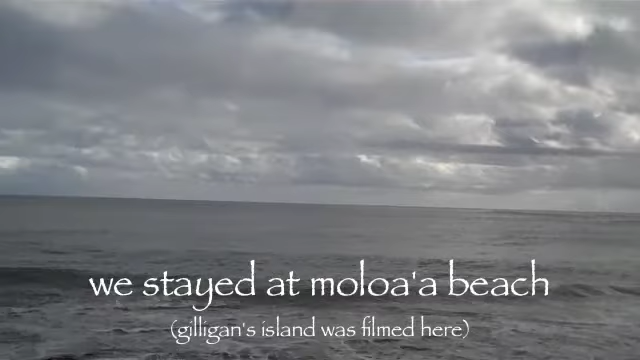 we stayed at moloa'a beach
(gilligan's island was filmed here)